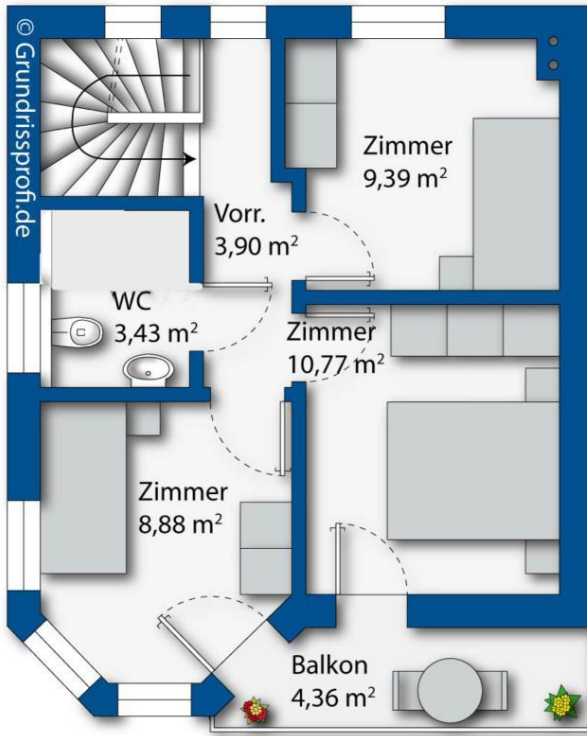 © Grundrissprofi.de
Zimmer
9,39 m²
Vorr.
3,90 m²
WC
3,43 m²
Zimmer
10,77 m²
Zimmer
8,88 m²
Balkon
4,36 m²